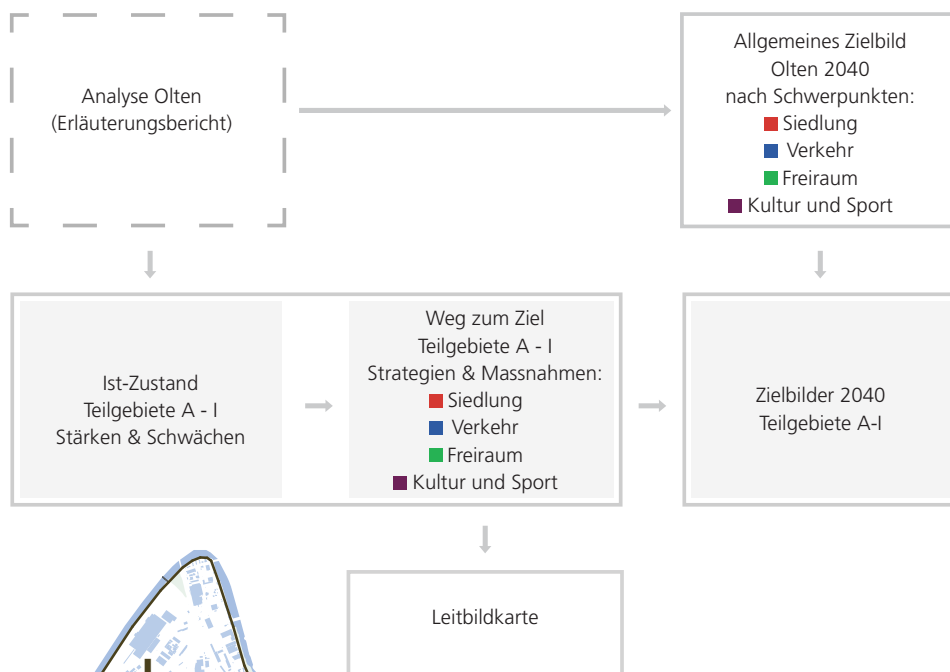 Analyse Olten
(Erläuterungsbericht)
Allgemeines Zielbild
Olten 2040
nach Schwerpunkten:
Siedlung
Verkehr
Freiraum
Kultur und Sport
Ist-Zustand
Teilgebiete A - I
Stärken & Schwächen
Weg zum Ziel
Teilgebiete A - I
Strategien & Massnahmen:
Siedlung
Verkehr
Freiraum
Kultur und Sport
Zielbilder 2040
Teilgebiete A-I
Leitbildkarte